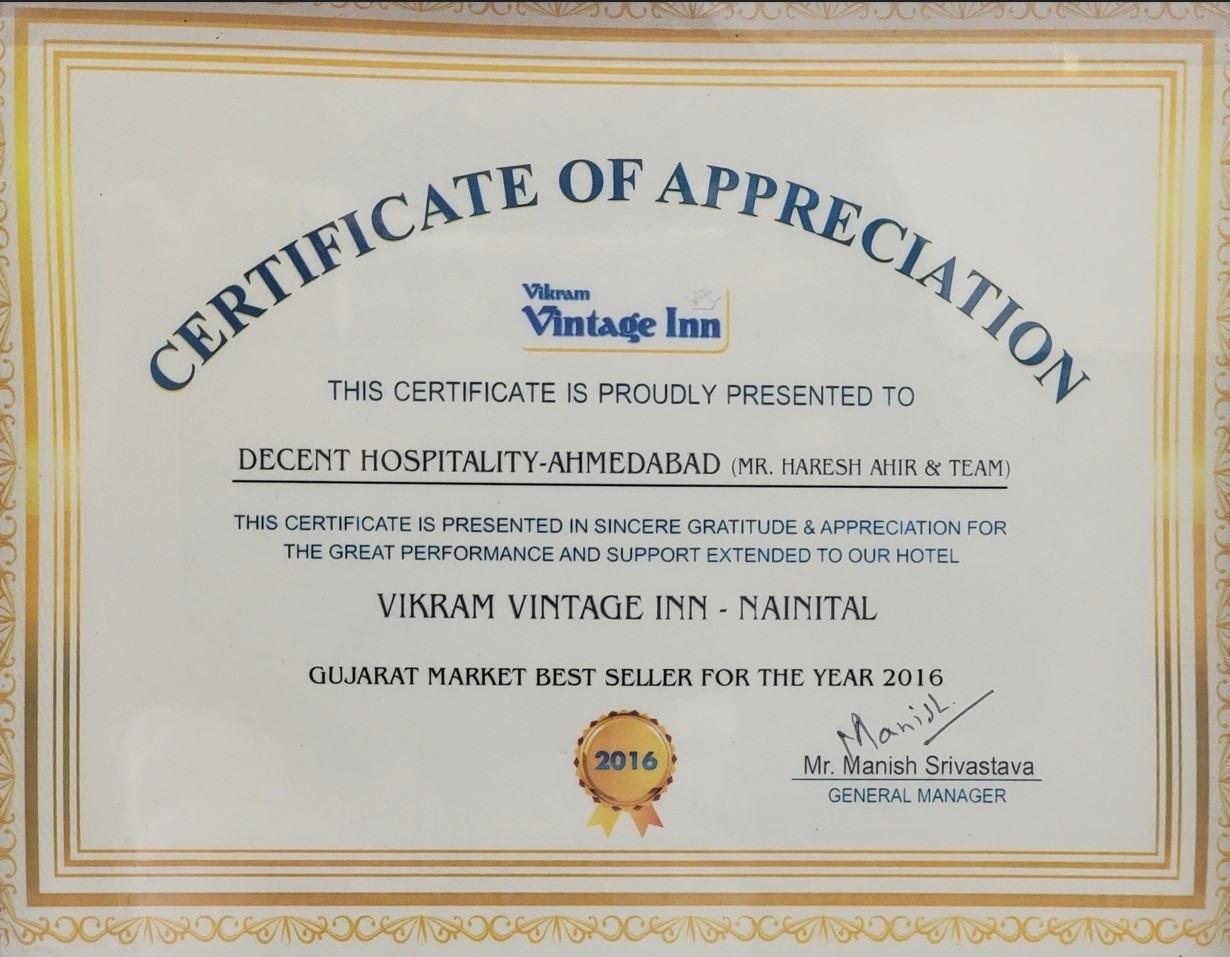 CERTIFICATE OF APPRECIATION
Vikram
Vintage Inn
THIS CERTIFICATE IS PROUDLY PRESENTED TO
DECENT HOSPITALITY-AHMEDABAD (MR. HARESH AHIR & TEAM)
THIS CERTIFICATE IS PRESENTED IN SINCERE GRATITUDE & APPRECIATION FOR
THE GREAT PERFORMANCE AND SUPPORT EXTENDED TO OUR HOTEL
VIKRAM VINTAGE INN - NAINITAL
GUJARAT MARKET BEST SELLER FOR THE YEAR 2016
2016
Manish.
Mr. Manish Srivastava
GENERAL MANAGER